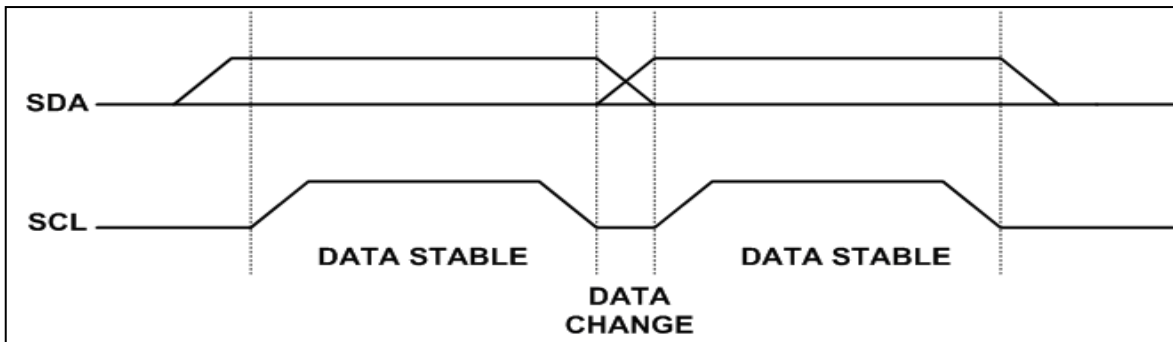 SDA
SCL
DATA STABLE
DATA STABLE
DATA
CHANGE